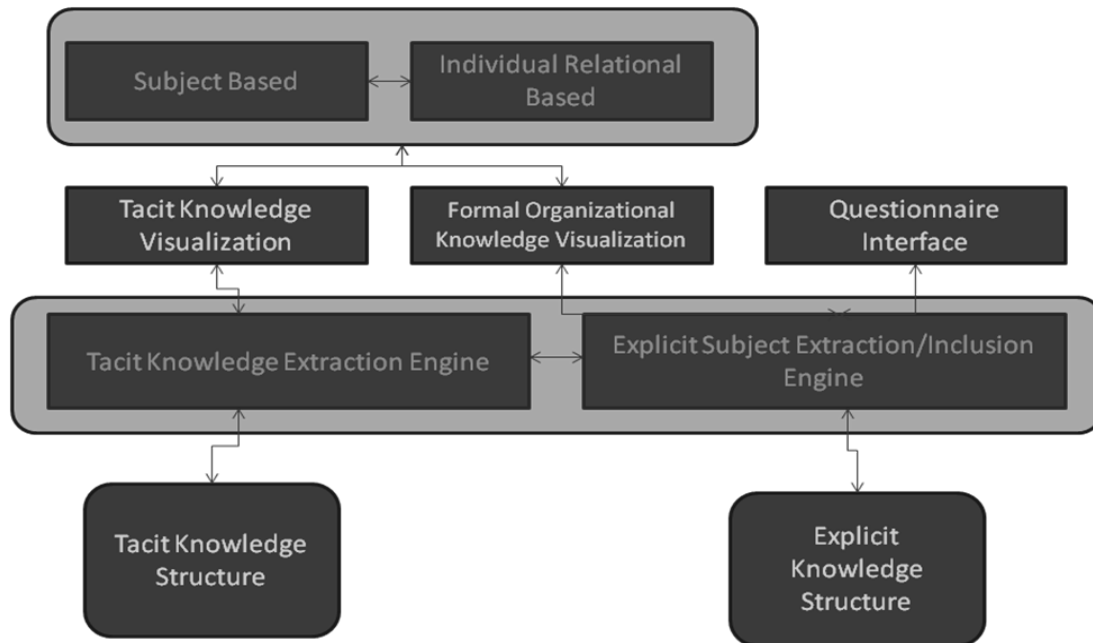 Subject Based
Individual Relational
Based
Tacit Knowledge
Visualization
Formal Organizational
Knowledge Visualization
Questionnaire
Interface
Tacit Knowledge Extraction Engine
Explicit Subject Extraction/Inclusion
Engine
Tacit Knowledge
Structure
Explicit
Knowledge
Structure